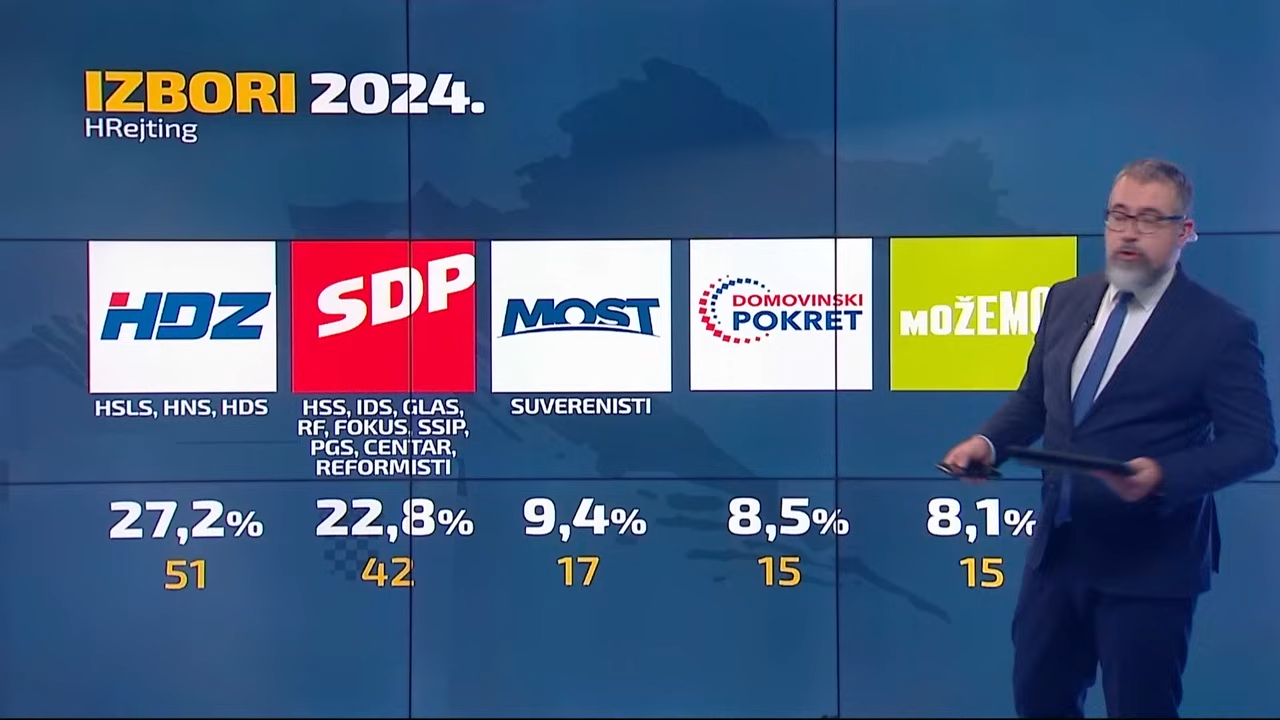 IZBORI 2024.
HRejting
HDZ
SDP
MOST
DOMOVINSKI
POKRET
HSLS, HNS, HDS
HSS, IDS, GLAS,
RF, FOKUS, SSIP,
PGS, CENTAR,
REFORMISTI
SUVERENISTI
27,2% 22,8% 9,4% 8,5% 8,1%
51 42 17 15 15